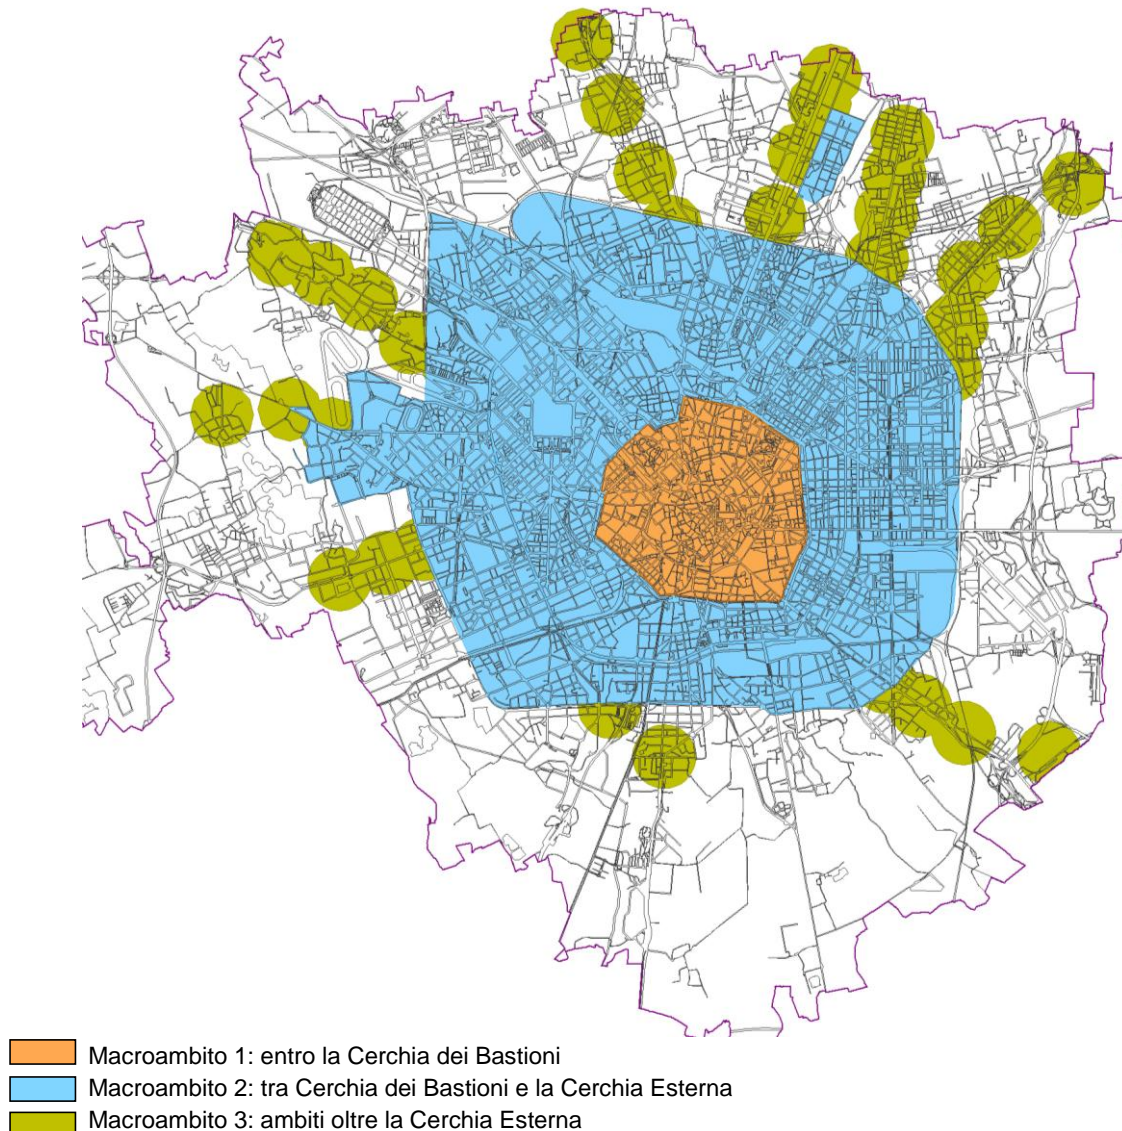 Macroambito 1: entro la Cerchia dei Bastioni
Macroambito 2: tra Cerchia dei Bastioni e la Cerchia Esterna
Macroambito 3: ambiti oltre la Cerchia Esterna